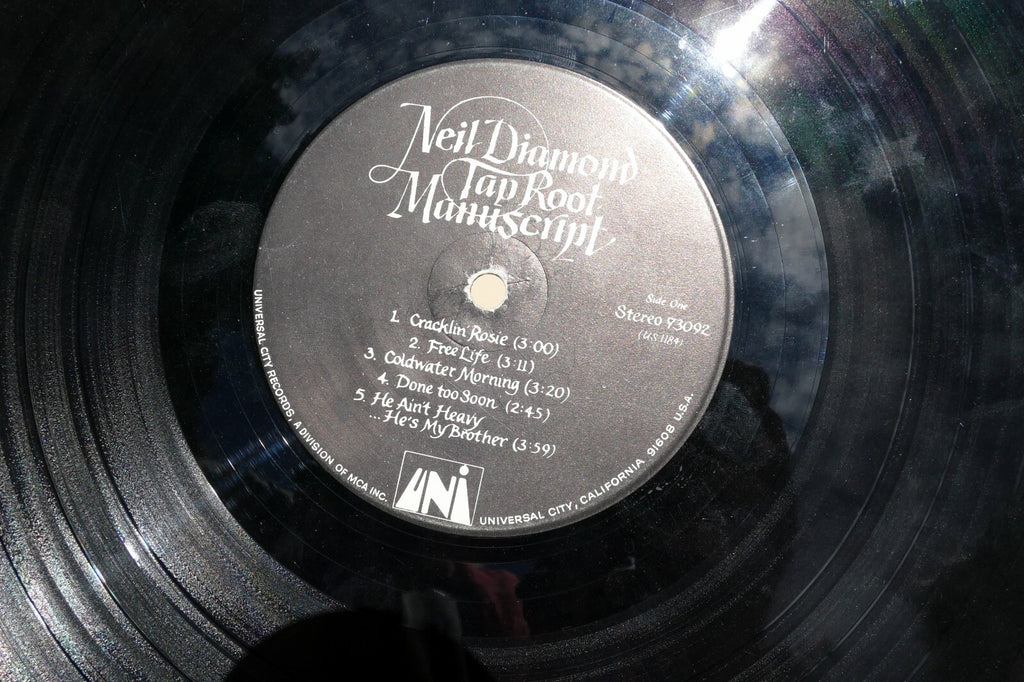 Neil Diamond
Tap Root
Manuscript
Side One
Stereo 73092
(US 1184)
1. Cracklin Rosie (3:00)
2. Free Life (3:11)
3. Coldwater Morning (3:20)
4. Done too Soon (2:45)
5. He Ain't Heavy
...He's My Brother (3:59)
UNi
UNIVERSAL CITY RECORDS, A DIVISION OF MCA INC.
UNIVERSAL CITY, CALIFORNIA 91608 U.S.A.